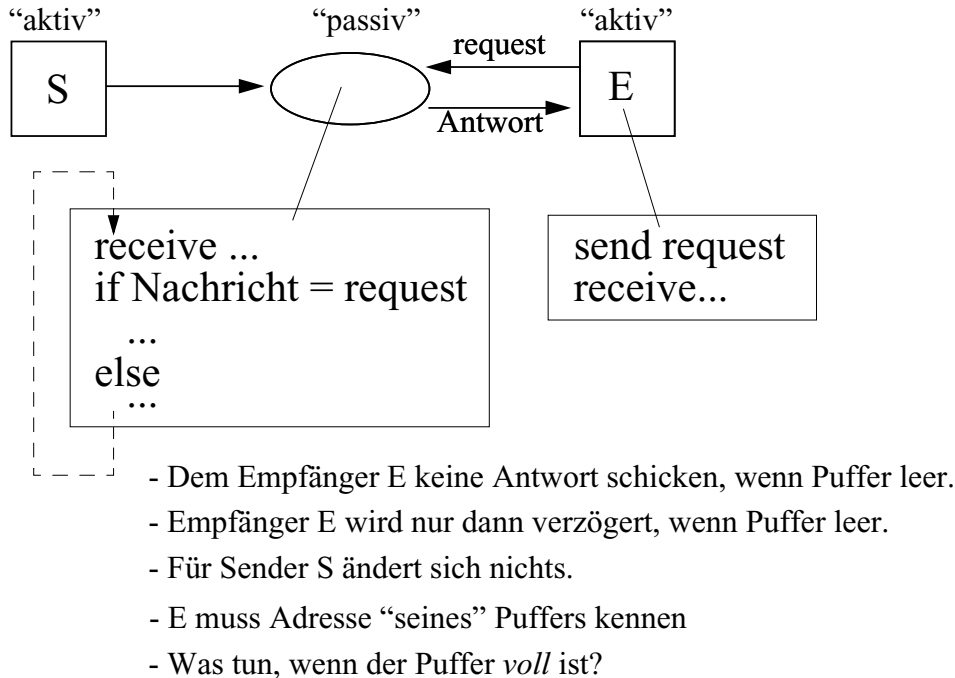 “aktiv” “passiv” “aktiv”
request
S E
Antwort
receive ...
if Nachricht = request
...
else
...
send request
receive...
- Dem Empfänger E keine Antwort schicken, wenn Puffer leer.
- Empfänger E wird nur dann verzögert, wenn Puffer leer.
- Für Sender S ändert sich nichts.
- E muss Adresse “seines” Puffers kennen
- Was tun, wenn der Puffer voll ist?